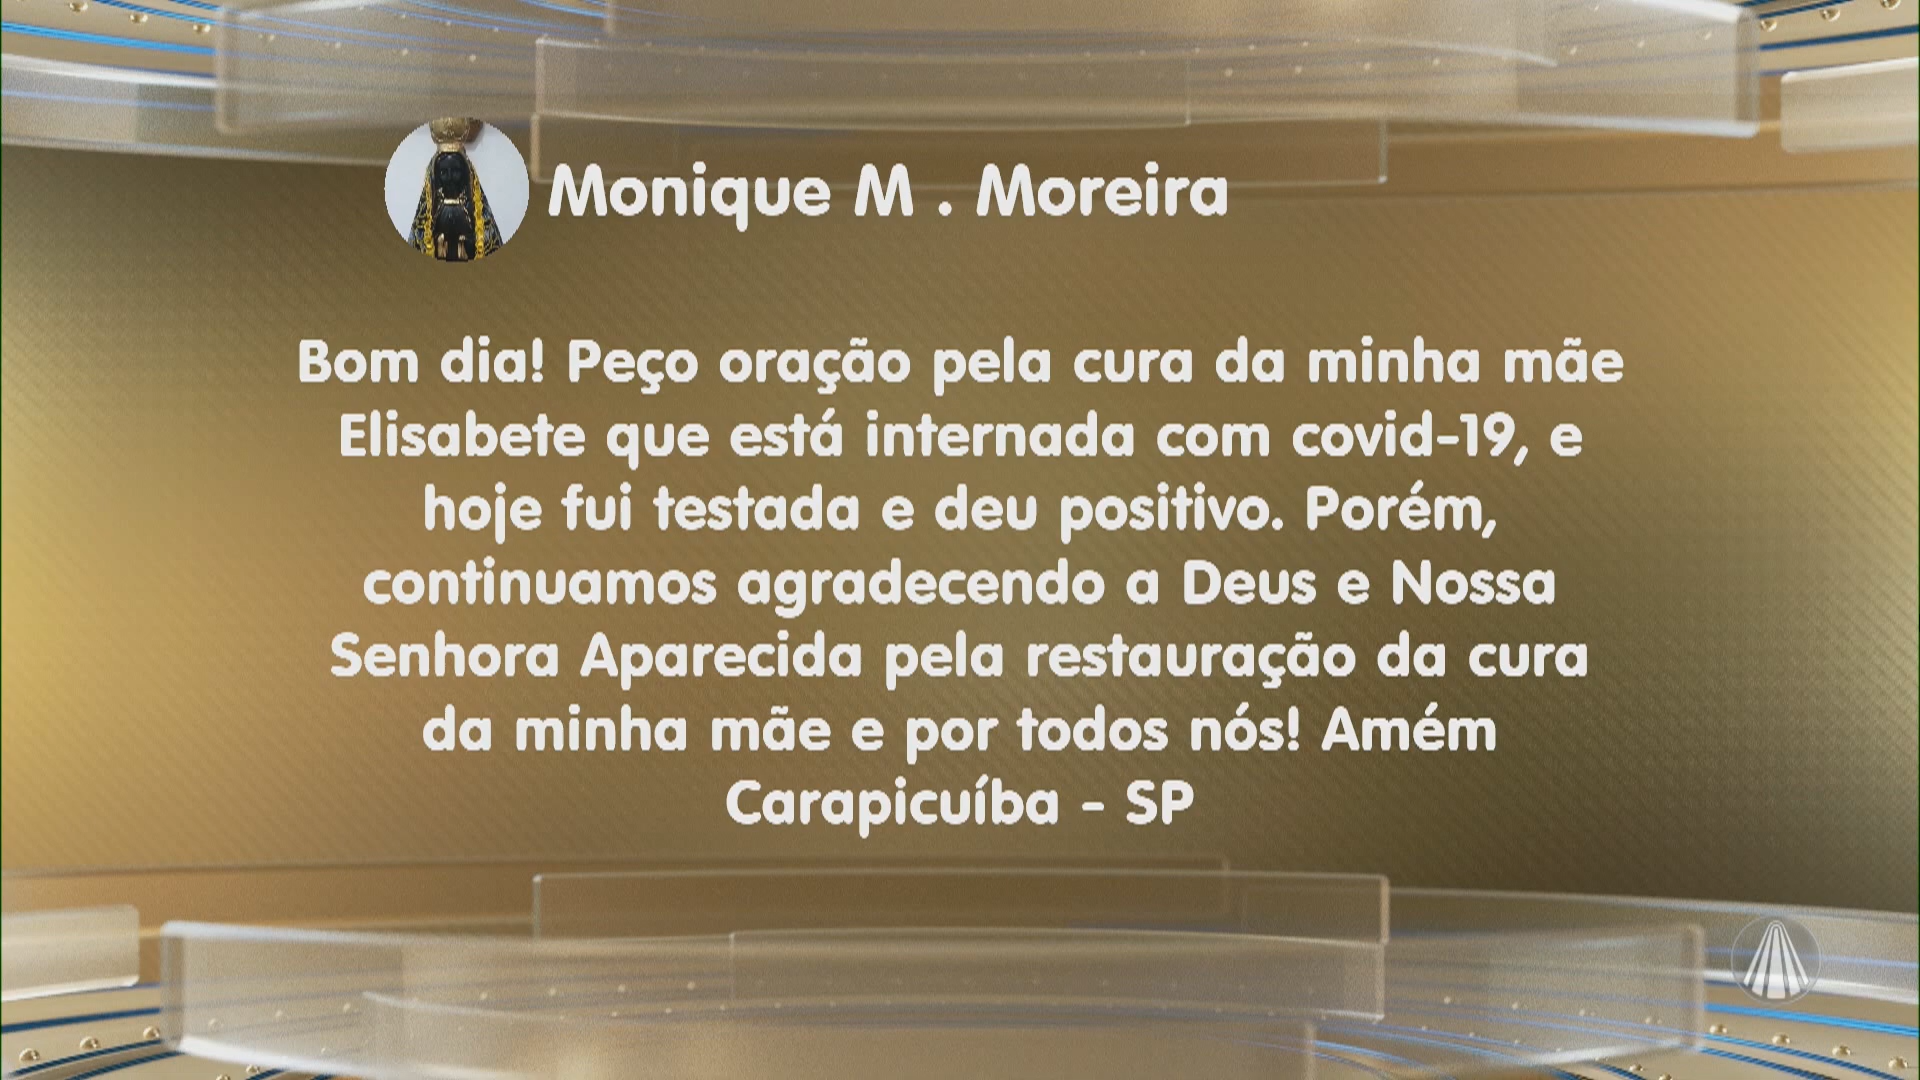 Monique M . Moreira
Bom dia! Peço oração pela cura da minha mãe
Elisabete que está internada com covid-19, e
hoje fui testada e deu positivo. Porém,
continuamos agradecendo a Deus e Nossa
Senhora Aparecida pela restauração da cura
da minha mãe e por todos nós! Amém
Carapicuíba - SP